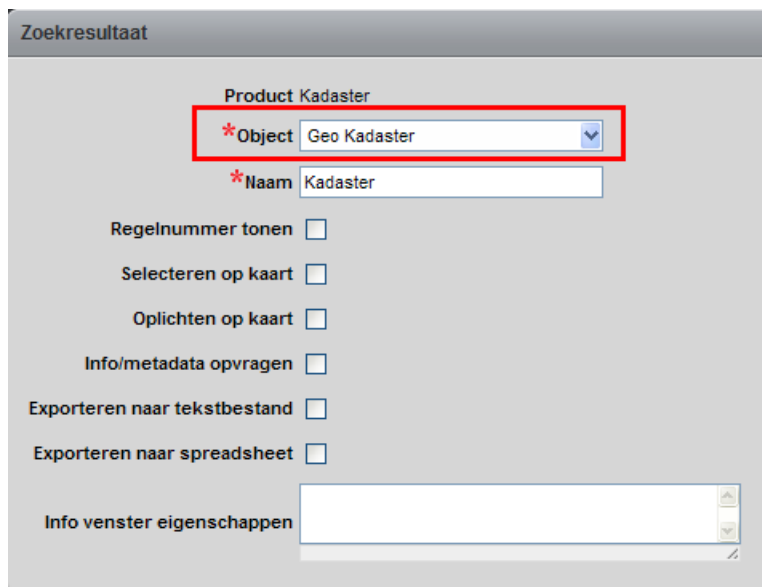 Zoekresultaat
Product Kadaster
*Object Geo Kadaster
*Naam Kadaster
Regelnummer tonen
Selecteren op kaart
Oplichten op kaart
Info/metadata opvragen
Exporteren naar tekstbestand
Exporteren naar spreadsheet
Info venster eigenschappen